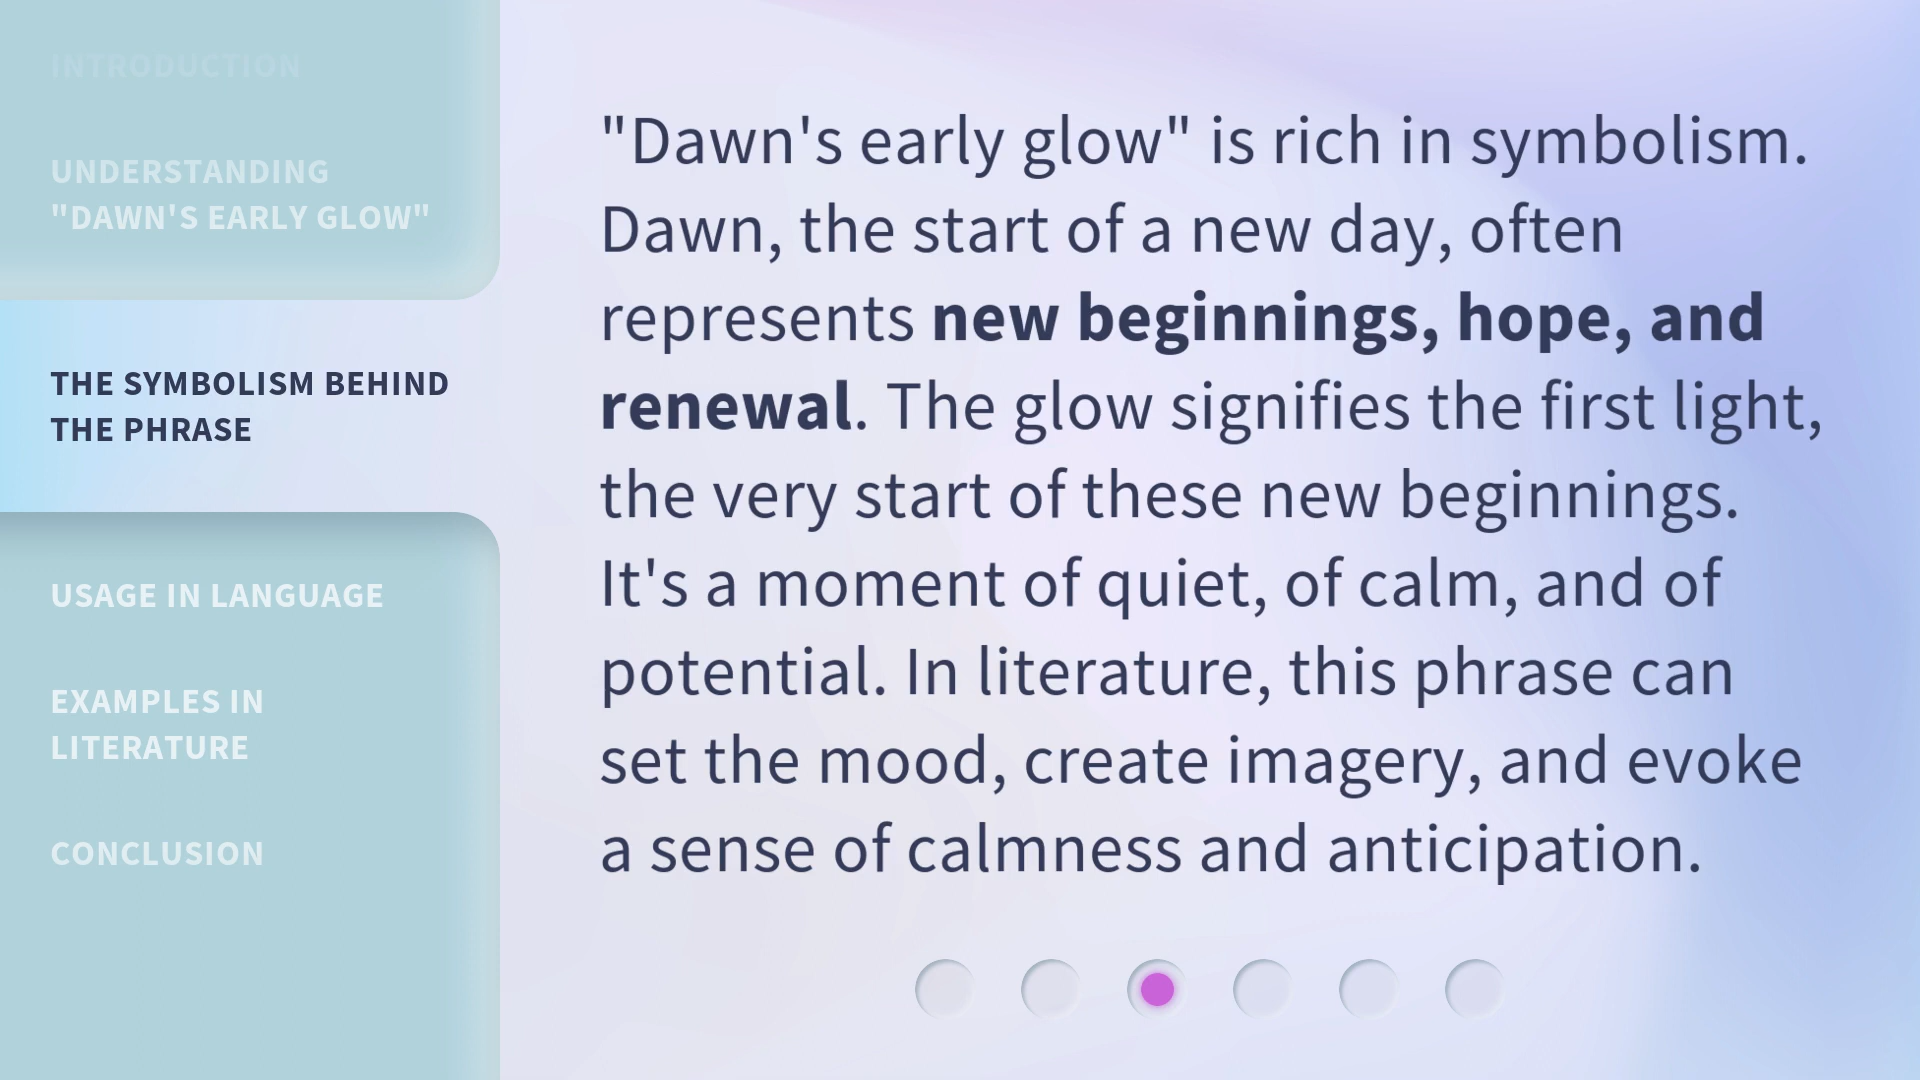 INTRODUCTION
UNDERSTANDING
"DAWN'S EARLY GLOW"
THE SYMBOLISM BEHIND
THE PHRASE
USAGE IN LANGUAGE
EXAMPLES IN
LITERATURE
CONCLUSION
"Dawn's early glow" is rich in symbolism.
Dawn, the start of a new day, often
represents new beginnings, hope, and
renewal. The glow signifies the first light,
the very start of these new beginnings.
It's a moment of quiet, of calm, and of
potential. In literature, this phrase can
set the mood, create imagery, and evoke
a sense of calmness and anticipation.